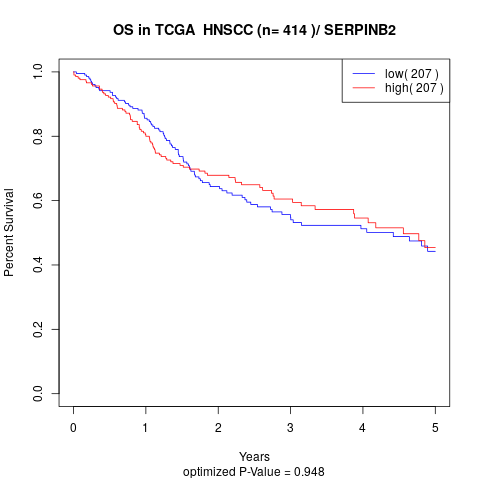 OS in TCGA  HNSCC (n= 414 )/ SERPINB2
low( 207 )
high( 207 )
Percent Survival
1.0
0.8
0.6
0.4
0.2
0.0
0 1 2 3 4 5
Years
optimized P-Value = 0.948